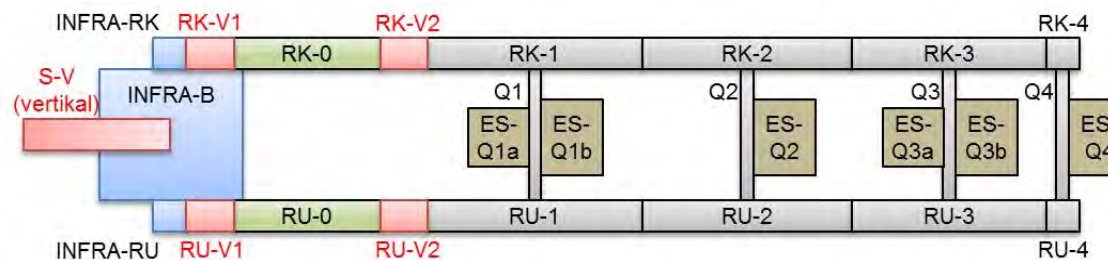 INFRA-RK RK-V1 RK-V2 RK-4
RK-0 RK-1 RK-2 RK-3
S-V
(vertikal)
INFRA-B
Q1 Q2 Q3 Q4
ES-
Q1a
ES-
Q1b
ES-
Q2
ES-
Q3a
ES-
Q3b
ES
Q4
RU-0 RU-1 RU-2 RU-3
INFRA-RU RU-V1 RU-V2 RU-4